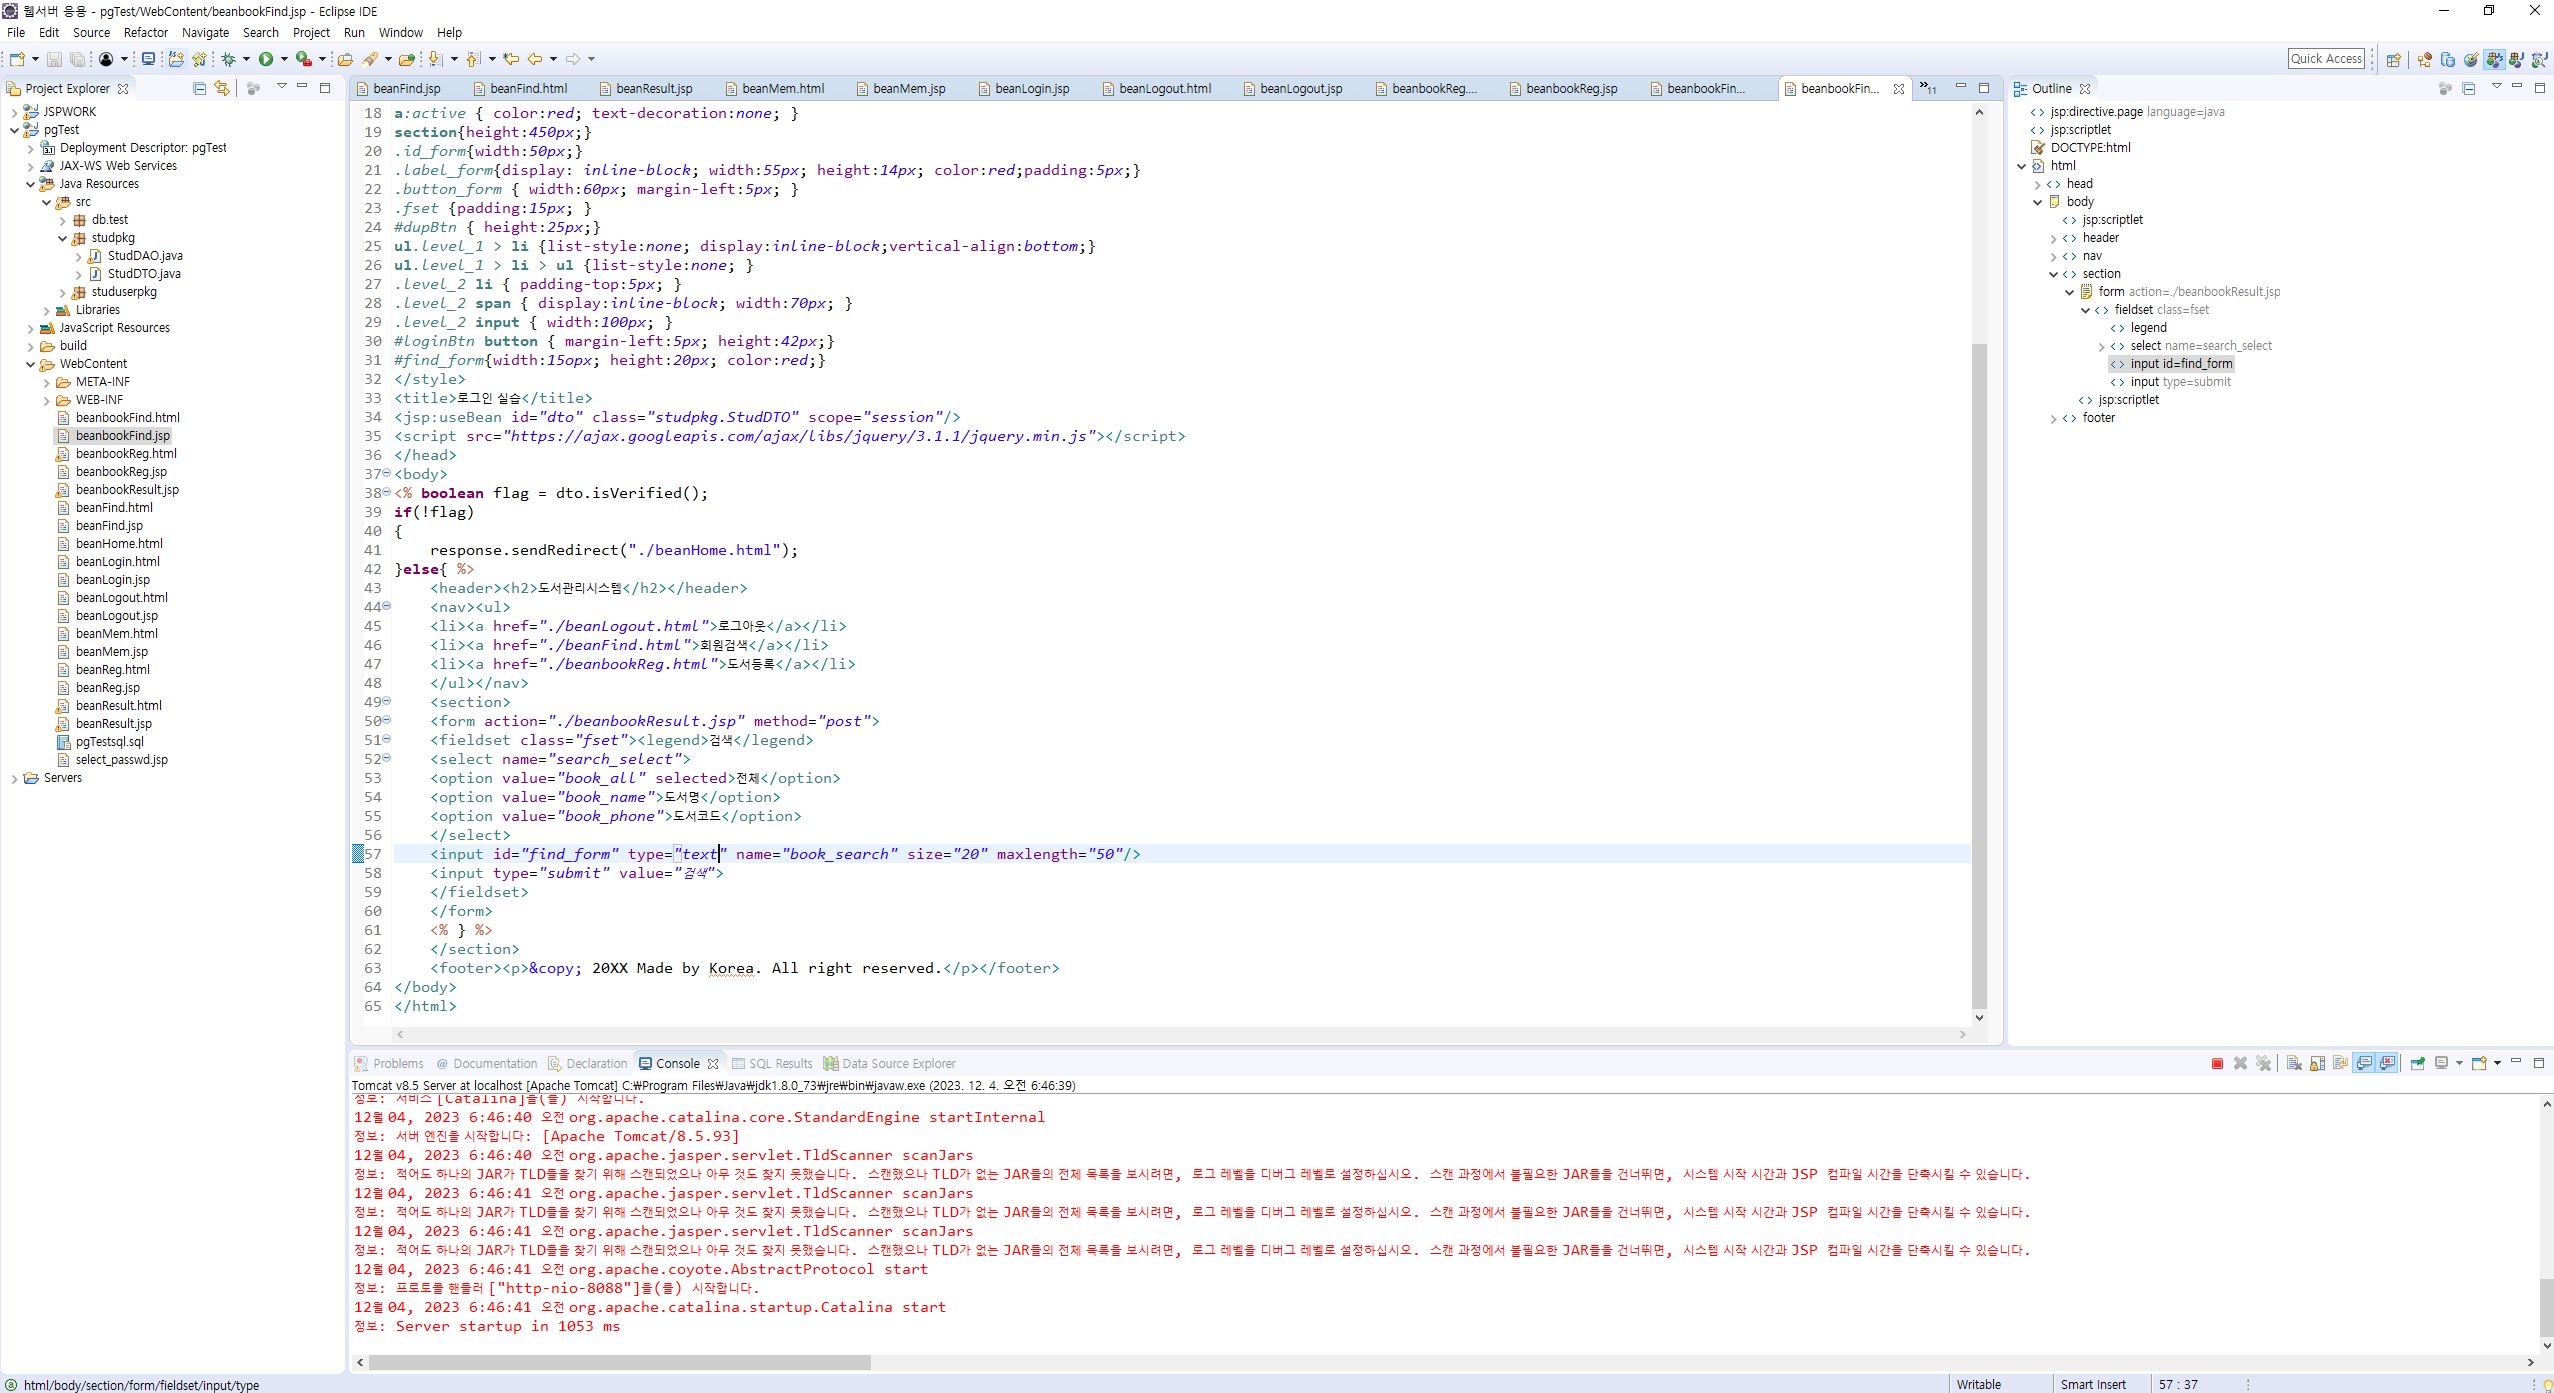 웹서버 응용 - pgTest/WebContent/beanbookFind.jsp - Eclipse IDE
File Edit Source Refactor Navigate Search Project Run Window Help
Quick Access
Project Explorer
JSPWORK
pgTest
Deployment Descriptor: pgTest
JAX-WS Web Services
Java Resources
src
db.test
studpkg
StudDAO.java
StudDTO.java
studuserpkg
Libraries
JavaScript Resources
build
WebContent
META-INF
WEB-INF
beanbookFind.html
beanbookFind.jsp
beanbookReg.html
beanbookReg.jsp
beanbookResult.jsp
beanFind.html
beanFind.jsp
beanHome.html
beanLogin.html
beanLogin.jsp
beanLogout.html
beanLogout.jsp
beanMem.html
beanMem.jsp
beanReg.html
beanReg.jsp
beanResult.html
beanResult.jsp
pgTestsql.sql
select_passwd.jsp
Servers
beanFind.jsp beanFind.html beanResult.jsp beanMem.html beanMem.jsp beanLogin.jsp beanLogout.html beanLogout.jsp beanbookReg.... beanbookReg.jsp beanbookFin... beanbookFin... »11
18 a:active { color:red; text-decoration:none; }
19 section{height:450px;}
20 .id_form{width:50px;}
21 .label_form{display: inline-block; width:55px; height:14px; color:red;padding:5px;}
22 .button_form { width:60px; margin-left:5px; }
23 .fset {padding:15px; }
24 #dupBtn { height:25px;}
25 ul.level_1 > li {list-style:none; display:inline-block;vertical-align:bottom;}
26 ul.level_1 > li > ul {list-style:none; }
27 .level_2 li { padding-top:5px; }
28 .level_2 span { display:inline-block; width:70px; }
29 .level_2 input { width:100px; }
30 #loginBtn button { margin-left:5px; height:42px;}
31 #find_form{width:15opx; height:20px; color:red;}
32 </style>
33 <title>로그인 실습</title>
34 <jsp:useBean id="dto" class="studpkg.StudDTO" scope="session"/>
35 <script src="https://ajax.googleapis.com/ajax/libs/jquery/3.1.1/jquery.min.js"></script>
36 </head>
37 <body>
38 <% boolean flag = dto.isVerified();
39 if(!flag)
40 {
41 response.sendRedirect("./beanHome.html");
42 }else{ %>
43 <header><h2>도서관리시스템</h2></header>
44 <nav><ul>
45 <li><a href="./beanLogout.html">로그아웃</a></li>
46 <li><a href="./beanFind.html">회원검색</a></li>
47 <li><a href="./beanbookReg.html">도서등록</a></li>
48 </ul></nav>
49 <section>
50 <form action="./beanbookResult.jsp" method="post">
51 <fieldset class="fset"><legend>검색</legend>
52 <select name="search_select">
53 <option value="book_all" selected>전체</option>
54 <option value="book_name">도서명</option>
55 <option value="book_phone">도서코드</option>
56 </select>
57 <input id="find_form" type="text" name="book_search" size="20" maxlength="50"/>
58 <input type="submit" value="검색">
59 </fieldset>
60 </form>
61 <% } %>
62 </section>
63 <footer><p>&copy; 20XX Made by Korea. All right reserved.</p></footer>
64 </body>
65 </html>
Outline
jsp:directive.page language=java
jsp:scriptlet
DOCTYPE:html
html
head
body
jsp:scriptlet
header
nav
section
form action=./beanbookResult.jsp
fieldset class=fset
legend
select name=search_select
input id=find_form
input type=submit
jsp:scriptlet
footer
Problems @ Documentation Declaration Console SQL Results Data Source Explorer
Tomcat v8.5 Server at localhost [Apache Tomcat] C:₩Program Files₩Java₩jdk1.8.0_73₩jre₩bin₩javaw.exe (2023. 12. 4. 오전 6:46:39)
정보: 서비스 [Catalina]을(를) 시작합니다.
12월 04, 2023 6:46:40 오전 org.apache.catalina.core.StandardEngine startInternal
정보: 서버 엔진을 시작합니다: [Apache Tomcat/8.5.93]
12월 04, 2023 6:46:40 오전 org.apache.jasper.servlet.TldScanner scanJars
정보: 적어도 하나의 JAR가 TLD들을 찾기 위해 스캔되었으나 아무 것도 찾지 못했습니다. 스캔했으나 TLD가 없는 JAR들의 전체 목록을 보시려면, 로그 레벨을 디버그 레벨로 설정하십시오. 스캔 과정에서 불필요한 JAR들을 건너뛰면, 시스템 시작 시간과 JSP 컴파일 시간을 단축시킬 수 있습니다.
12월 04, 2023 6:46:41 오전 org.apache.jasper.servlet.TldScanner scanJars
정보: 적어도 하나의 JAR가 TLD들을 찾기 위해 스캔되었으나 아무 것도 찾지 못했습니다. 스캔했으나 TLD가 없는 JAR들의 전체 목록을 보시려면, 로그 레벨을 디버그 레벨로 설정하십시오. 스캔 과정에서 불필요한 JAR들을 건너뛰면, 시스템 시작 시간과 JSP 컴파일 시간을 단축시킬 수 있습니다.
12월 04, 2023 6:46:41 오전 org.apache.jasper.servlet.TldScanner scanJars
정보: 적어도 하나의 JAR가 TLD들을 찾기 위해 스캔되었으나 아무 것도 찾지 못했습니다. 스캔했으나 TLD가 없는 JAR들의 전체 목록을 보시려면, 로그 레벨을 디버그 레벨로 설정하십시오. 스캔 과정에서 불필요한 JAR들을 건너뛰면, 시스템 시작 시간과 JSP 컴파일 시간을 단축시킬 수 있습니다.
12월 04, 2023 6:46:41 오전 org.apache.coyote.AbstractProtocol start
정보: 프로토콜 핸들러 ["http-nio-8088"]을(를) 시작합니다.
12월 04, 2023 6:46:41 오전 org.apache.catalina.startup.Catalina start
정보: Server startup in 1053 ms
html/body/section/form/fieldset/input/type
Writable Smart Insert 57 : 37